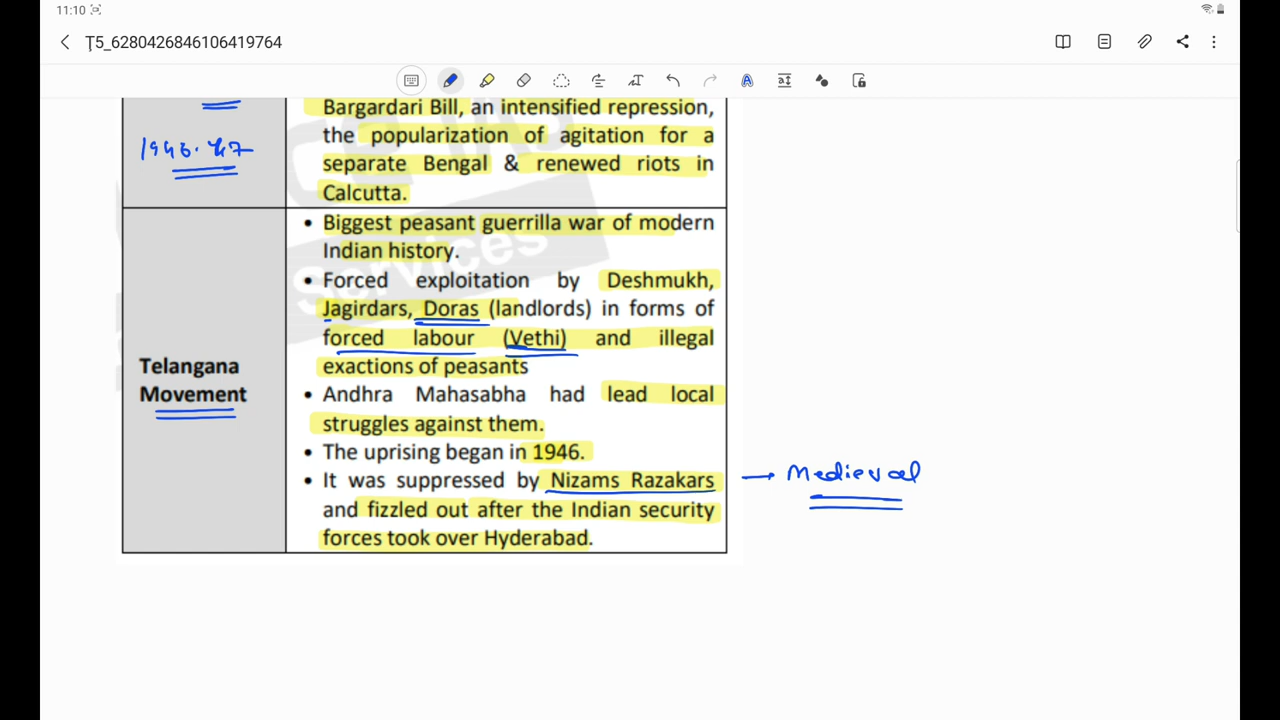 11:10
T5_6280426846106419764
Bargardari Bill, an intensified repression,
1946-47
the popularization of agitation for a
separate Bengal & renewed riots in
Calcutta.
• Biggest peasant guerrilla war of modern
Indian history.
• Forced exploitation by Deshmukh,
Jagirdars, Doras (landlords) in forms of
forced labour (Vethi) and illegal
exactions of peasants
Telangana
Movement
• Andhra Mahasabha had lead local
struggles against them.
• The uprising began in 1946.
• It was suppressed by Nizams Razakars → Medieval
and fizzled out after the Indian security
forces took over Hyderabad.
Services